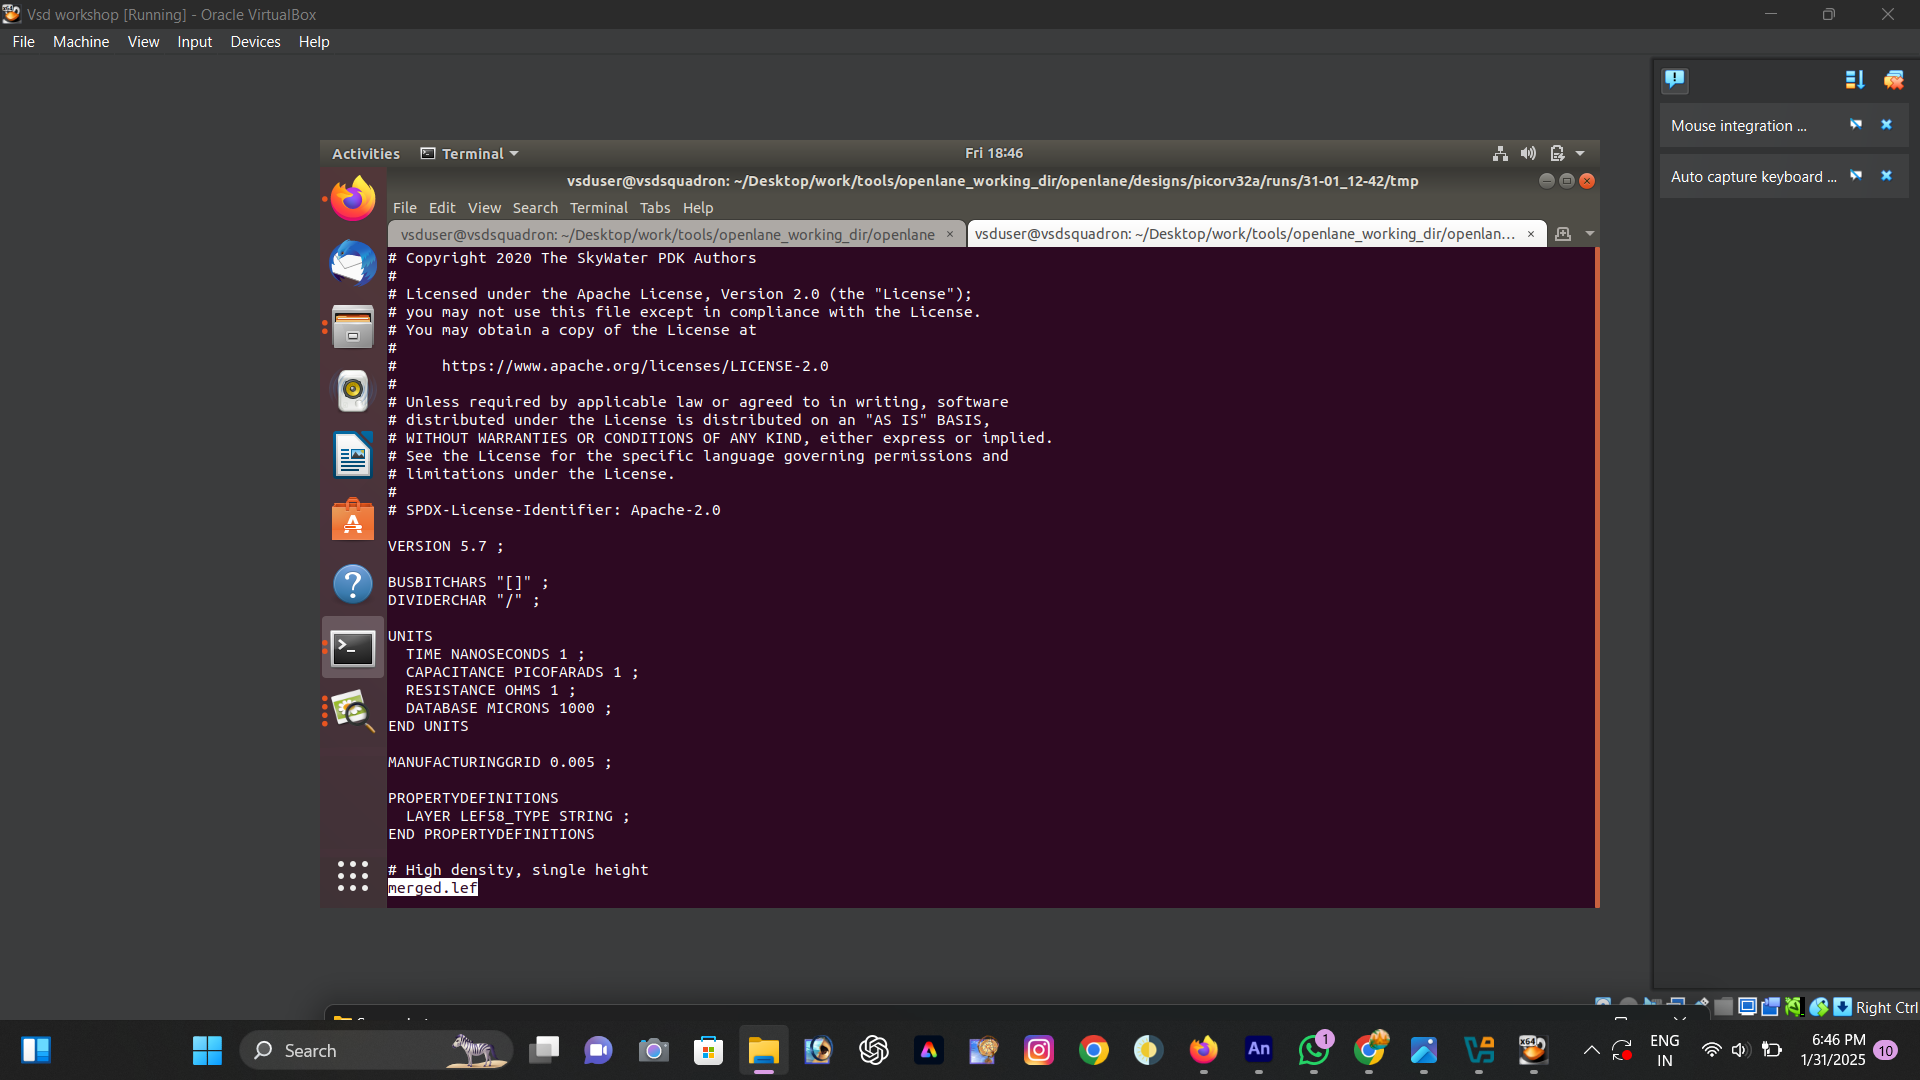 Vsd workshop [Running] - Oracle VirtualBox
File Machine View Input Devices Help
Mouse integration ...
Auto capture keyboard ...
Activities Terminal Fri 18:46
vsduser@vsdsquadron: ~/Desktop/work/tools/openlane_working_dir/openlane/designs/picorv32a/runs/31-01_12-42/tmp
File Edit View Search Terminal Tabs Help
vsduser@vsdsquadron: ~/Desktop/work/tools/openlane_working_dir/openlane × vsduser@vsdsquadron: ~/Desktop/work/tools/openlane_working_dir/openlan... ×
# Copyright 2020 The SkyWater PDK Authors
#
# Licensed under the Apache License, Version 2.0 (the "License");
# you may not use this file except in compliance with the License.
# You may obtain a copy of the License at
#
#     https://www.apache.org/licenses/LICENSE-2.0
#
# Unless required by applicable law or agreed to in writing, software
# distributed under the License is distributed on an "AS IS" BASIS,
# WITHOUT WARRANTIES OR CONDITIONS OF ANY KIND, either express or implied.
# See the License for the specific language governing permissions and
# limitations under the License.
#
# SPDX-License-Identifier: Apache-2.0
VERSION 5.7 ;
BUSBITCHARS "[]" ;
DIVIDERCHAR "/" ;
UNITS
  TIME NANOSECONDS 1 ;
  CAPACITANCE PICOFARADS 1 ;
  RESISTANCE OHMS 1 ;
  DATABASE MICRONS 1000 ;
END UNITS
MANUFACTURINGGRID 0.005 ;
PROPERTYDEFINITIONS
  LAYER LEF58_TYPE STRING ;
END PROPERTYDEFINITIONS
# High density, single height
merged.lef
Right Ctrl
Search
An
1
ENG
IN
6:46 PM
1/31/2025
10